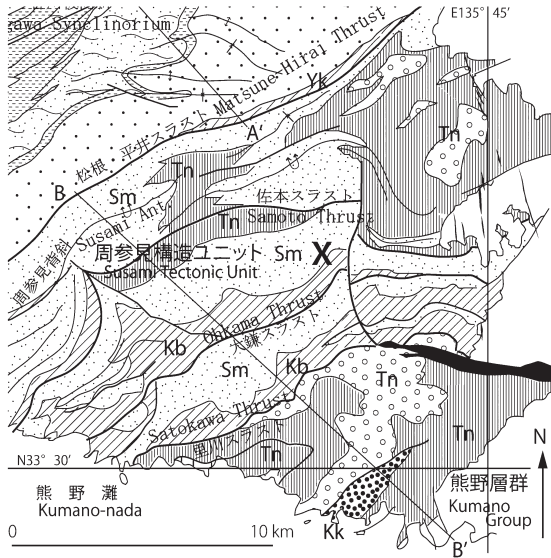 awa Synclinorium
E135° 45′
松根‐平井スラスト Matsune-Hirai Thrust
Yk
A′
B
Sm
Tn
佐本スラスト
Tn
Samoto Thrust
周参見背斜
Susami Ant.
周参見構造ユニット
Susami Tectonic Unit
Sm
X
Tn
Ohkama Thrust
大鎌スラスト
Kb
Sm
Kb
Tn
Satokawa Thrust
里川スラスト
Tn
Tn
N
N33° 30′
熊野灘
Kumano-nada
熊野層群
Kumano
Group
0
10 km
Kk
B′